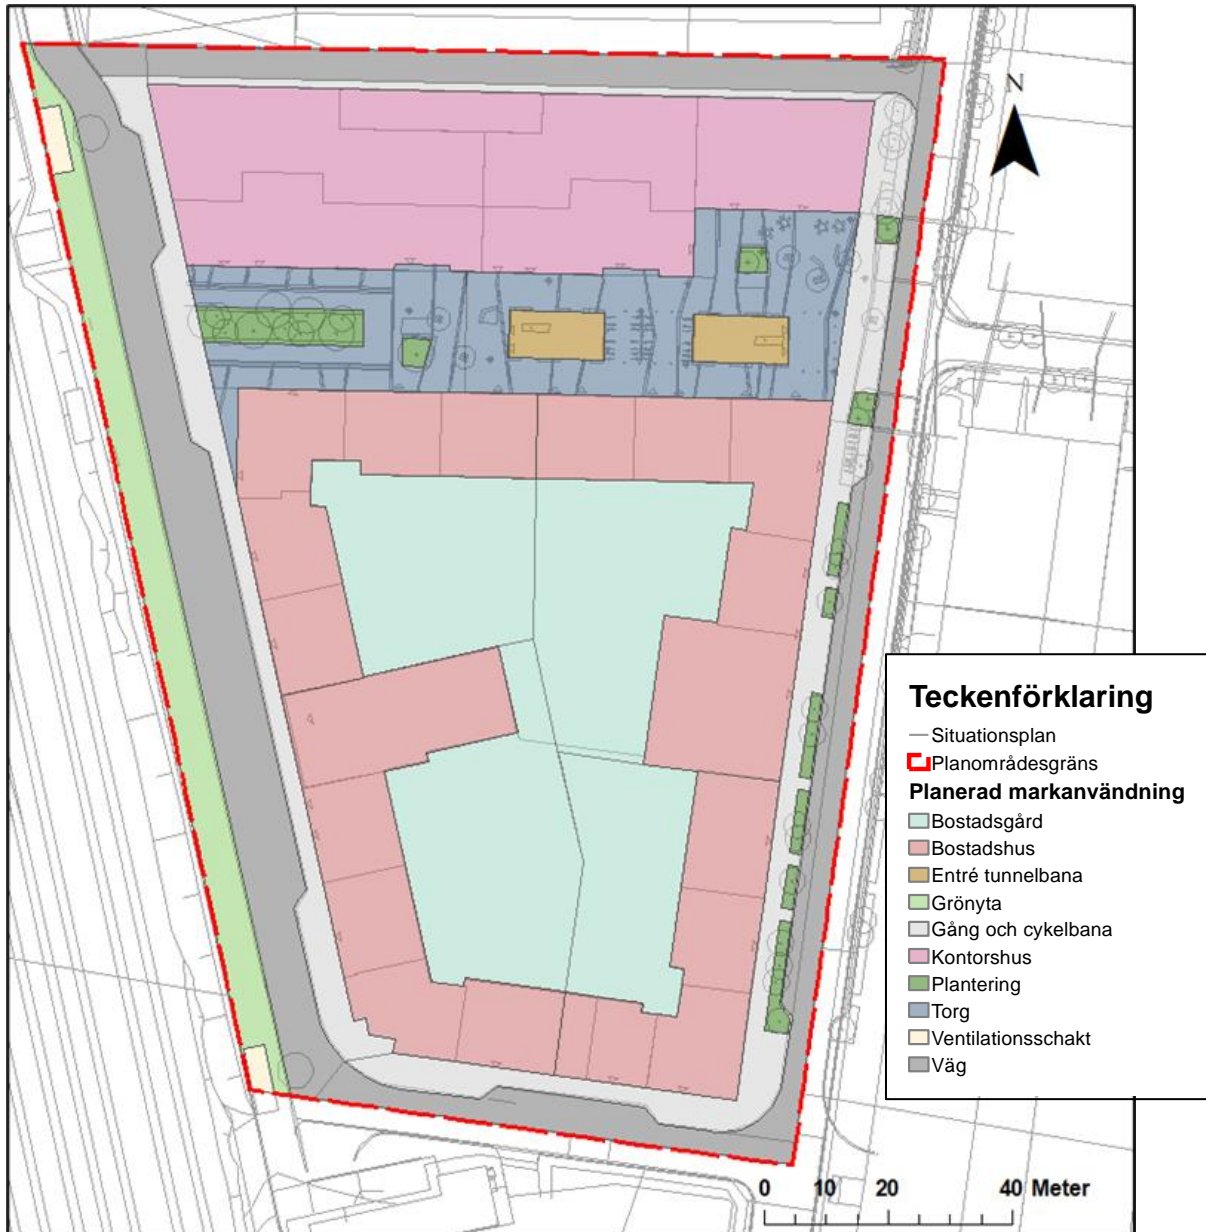 N
Teckenförklaring
Situationsplan
Planområdesgräns
Planerad markanvändning
Bostadsgård
Bostadshus
Entré tunnelbana
Grönyta
Gång och cykelbana
Kontorshus
Plantering
Torg
Ventilationsschakt
Väg
0 10 20 40 Meter